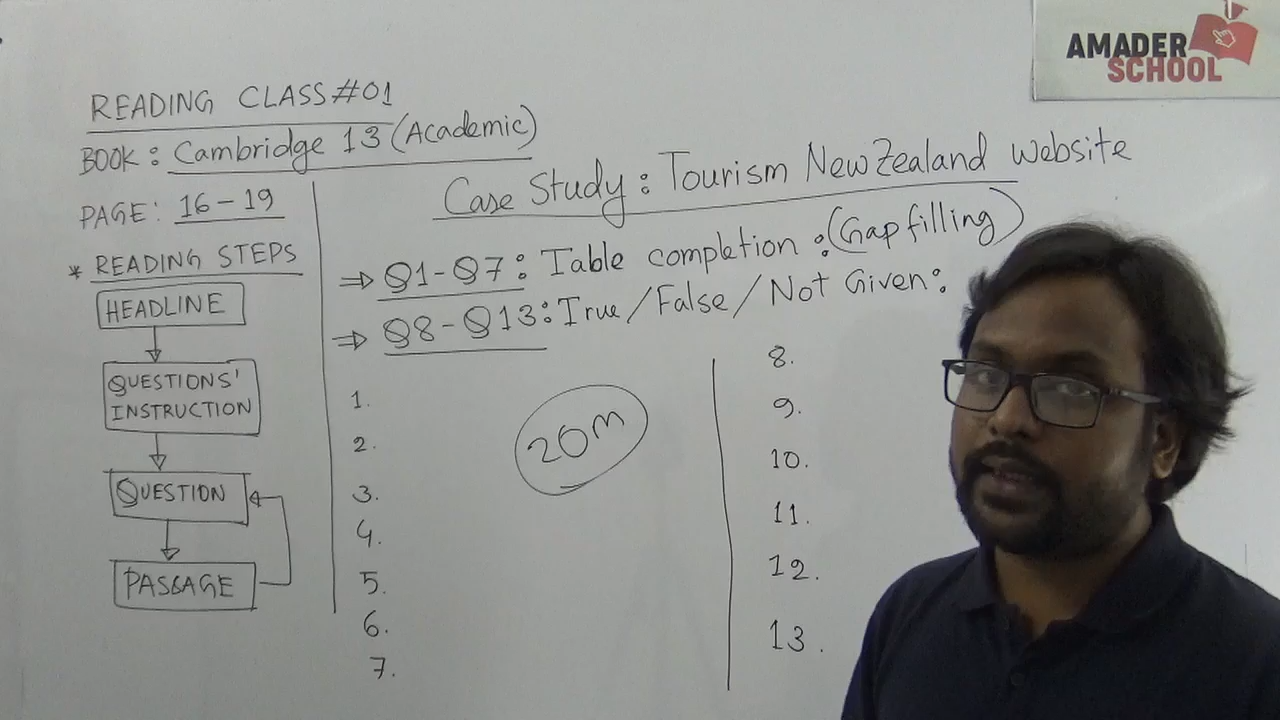 AMADER
SCHOOL
READING CLASS#01
BOOK: Cambridge 13 (Academic)
PAGE: 16-19
* READING STEPS
HEADLINE
QUESTIONS'
INSTRUCTION
QUESTION
PASSAGE
Case Study: Tourism New Zealand website
⇒ Q1-Q7: Table completion: (Gap filling)
⇒ Q8-Q13: True/False/Not Given:
1.
2.
3.
4.
5.
6.
7.
20m
8.
9.
10.
11.
12.
13.